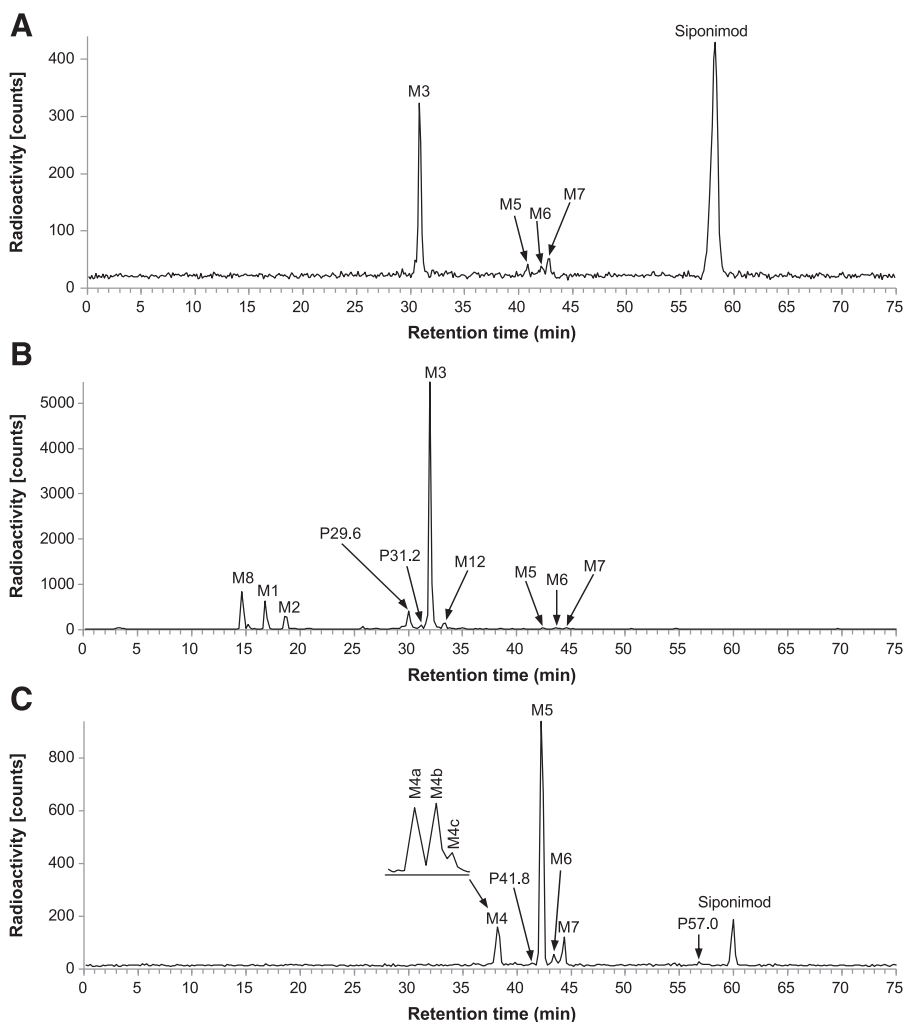 A
Radioactivity [counts]
400
300
200
100
0
M3
M5
M6
M7
Siponimod
0 5 10 15 20 25 30 35 40 45 50 55 60 65 70 75
Retention time (min)
B
Radioactivity [counts]
5000
4000
3000
2000
1000
0
M8
M1
M2
P29.6
P31.2
M3
M12
M5
M6
M7
0 5 10 15 20 25 30 35 40 45 50 55 60 65 70 75
Retention time (min)
C
Radioactivity [counts]
800
600
400
200
0
M4a
M4b
M4c
M4
P41.8
M5
M6
M7
P57.0
Siponimod
0 5 10 15 20 25 30 35 40 45 50 55 60 65 70 75
Retention time (min)